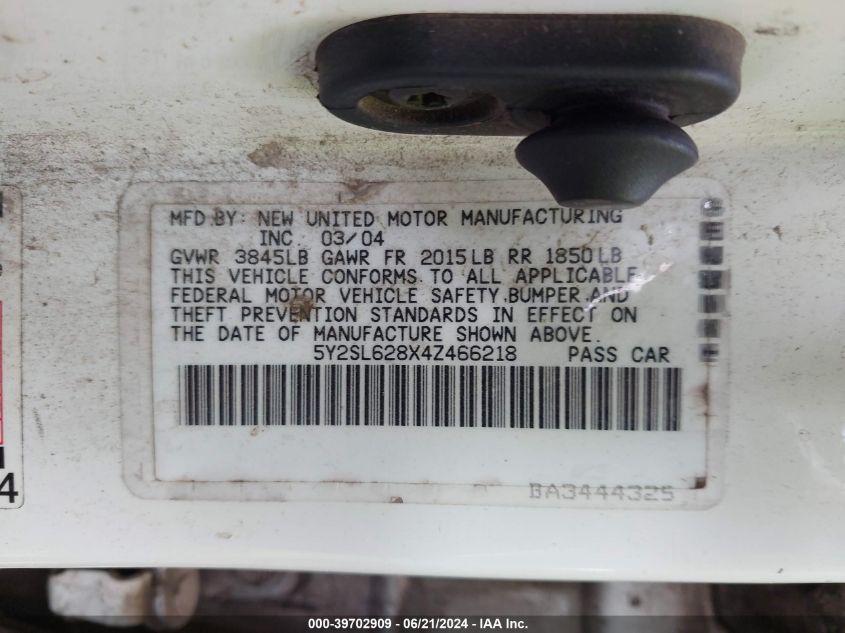 MFD BY: NEW UNITED MOTOR MANUFACTURING
INC 03/04
GVWR 3845LB GAWR FR 2015LB RR 1850LB
THIS VEHICLE CONFORMS TO ALL APPLICABLE
FEDERAL MOTOR VEHICLE SAFETY.BUMPER.AND
THEFT PREVENTION STANDARDS IN EFFECT ON
THE DATE OF MANUFACTURE SHOWN ABOVE.
5Y2SL628X4Z466218 PASS CAR
BA3444325
e
4
000-39702909 / 06/21/2024 - IAA Inc.